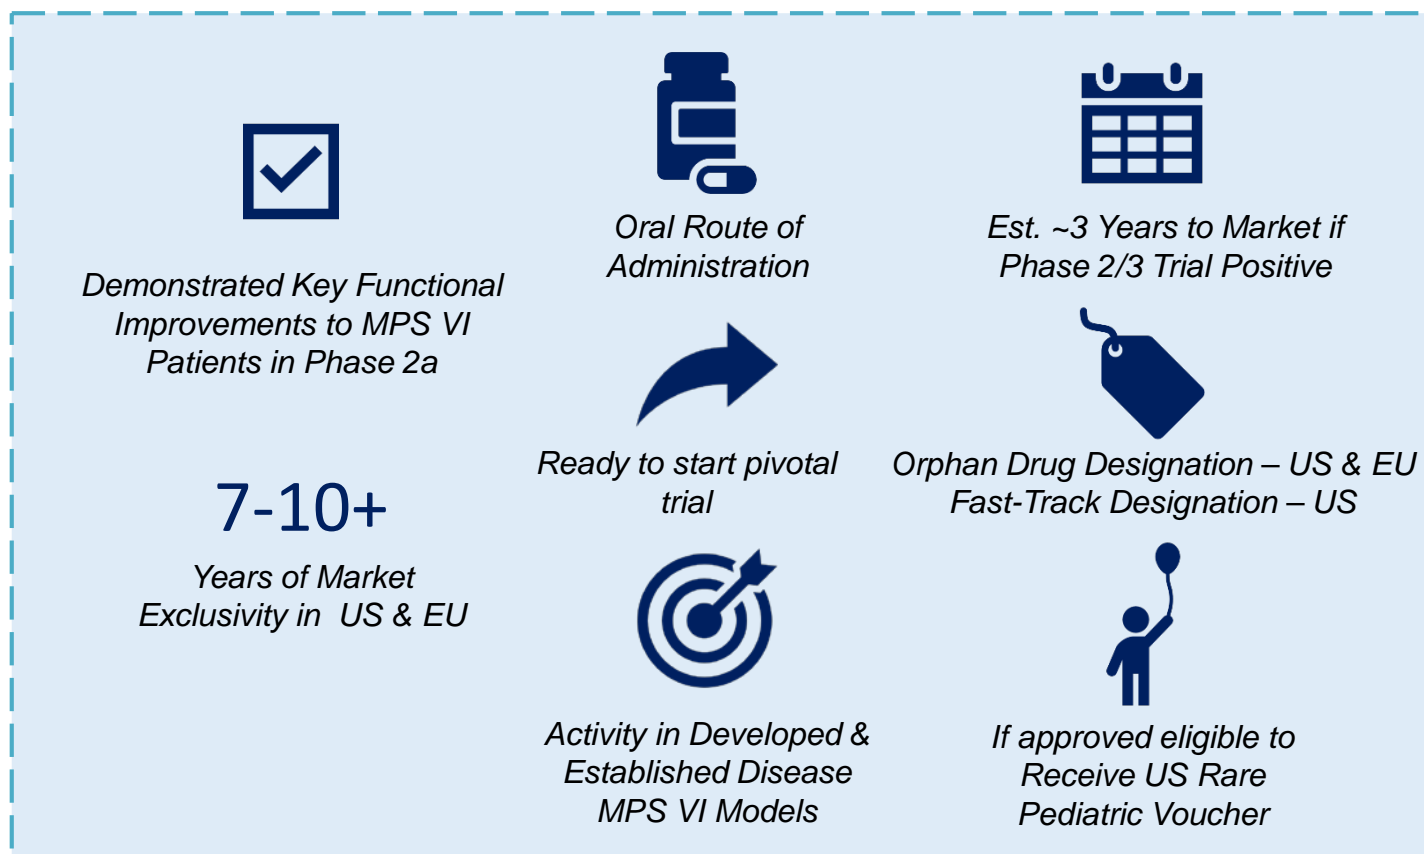 Demonstrated Key Functional
Improvements to MPS VI
Patients in Phase 2a
7-10+
Years of Market
Exclusivity in US & EU
Oral Route of
Administration
Ready to start pivotal
trial
Activity in Developed &
Established Disease
MPS VI Models
Est. ~3 Years to Market if
Phase 2/3 Trial Positive
Orphan Drug Designation – US & EU
Fast-Track Designation – US
If approved eligible to
Receive US Rare
Pediatric Voucher